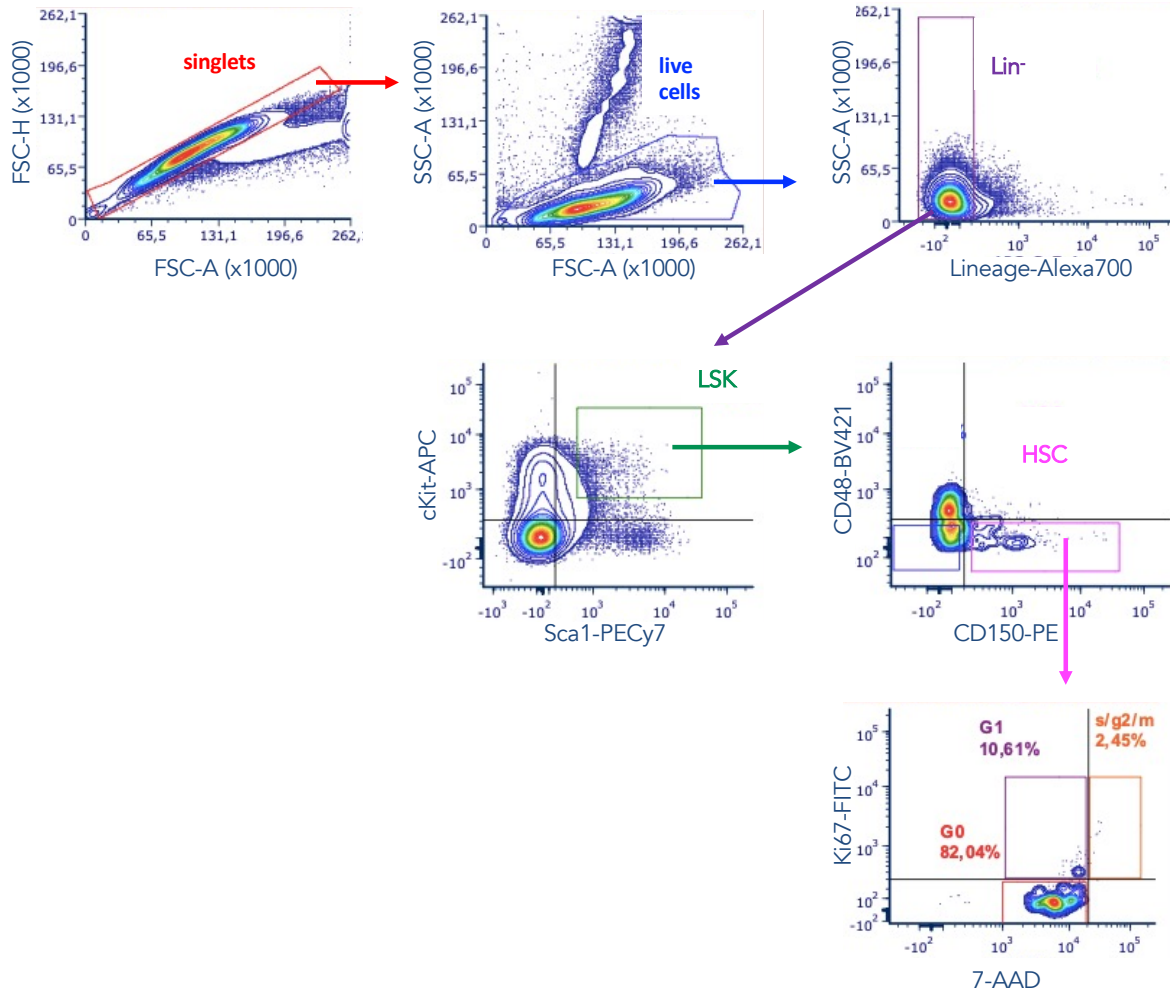 262,1
196,6
131,1
65,5
0
FSC-H (x1000)
singlets
0 65,5 131,1 196,6 262,
FSC-A (x1000)
262,1
196,6
131,1
65,5
0
SSC-A (x1000)
live
cells
0 65,5 131,1 196,6 262,1
FSC-A (x1000)
262,1
196,6
131,1
65,5
0
SSC-A (x1000)
Lin-
-10² 10³ 10⁴ 10⁵
Lineage-Alexa700
10⁵
10⁴
10³
-10²
cKit-APC
LSK
-10³ -10² 10³ 10⁴ 10⁵
Sca1-PECy7
10⁵
10⁴
10³
10²
CD48-BV421
HSC
-10² 10³ 10⁴ 10⁵
CD150-PE
10⁵
10⁴
10³
10²
-10²
Ki67-FITC
G1
10,61%
s/g2/m
2,45%
G0
82,04%
-10² 10³ 10⁴ 10⁵
7-AAD